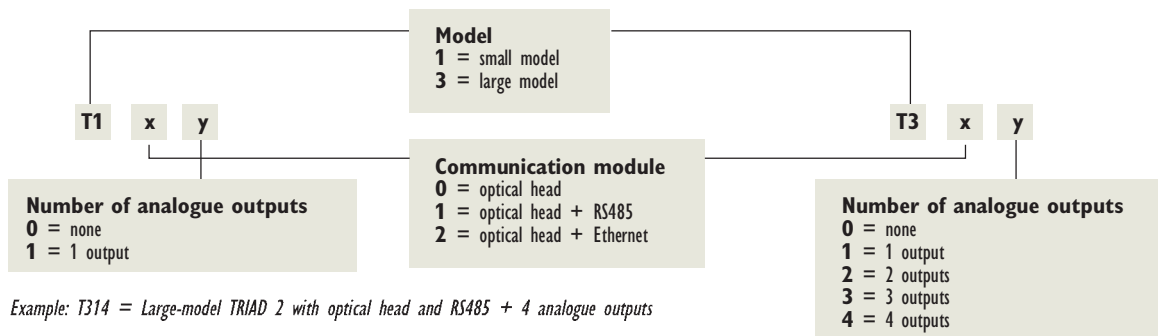 Model
1 = small model
3 = large model
T1 x y
T3 x y
Communication module
0 = optical head
1 = optical head + RS485
2 = optical head + Ethernet
Number of analogue outputs
0 = none
1 = 1 output
Number of analogue outputs
0 = none
1 = 1 output
2 = 2 outputs
3 = 3 outputs
4 = 4 outputs
Example: T314 = Large-model TRIAD 2 with optical head and RS485 + 4 analogue outputs